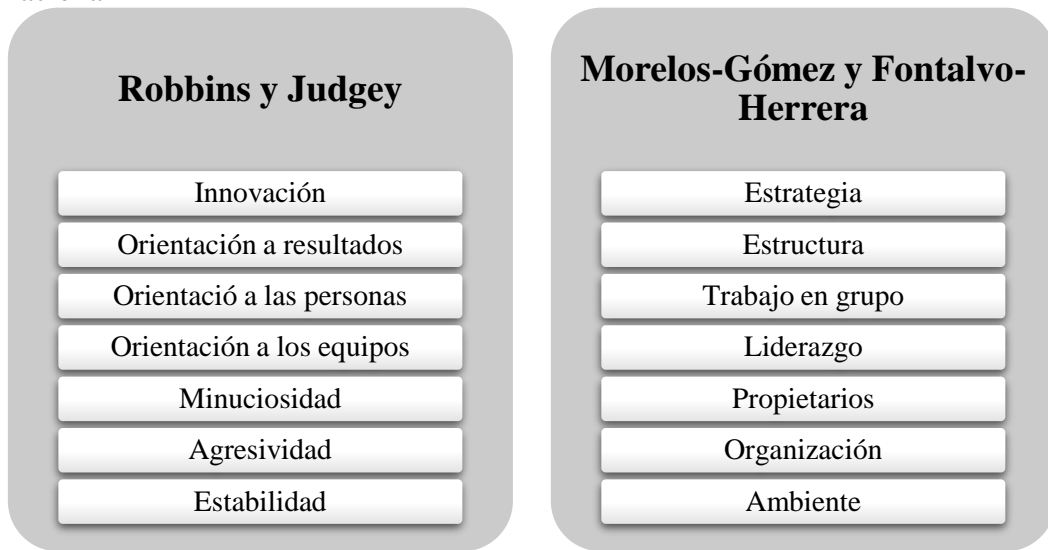 Robbins y Judgey
Innovación
Orientación a resultados
Orientació a las personas
Orientación a los equipos
Minuciosidad
Agresividad
Estabilidad
Morelos-Gómez y Fontalvo-
Herrera
Estrategia
Estructura
Trabajo en grupo
Liderazgo
Propietarios
Organización
Ambiente